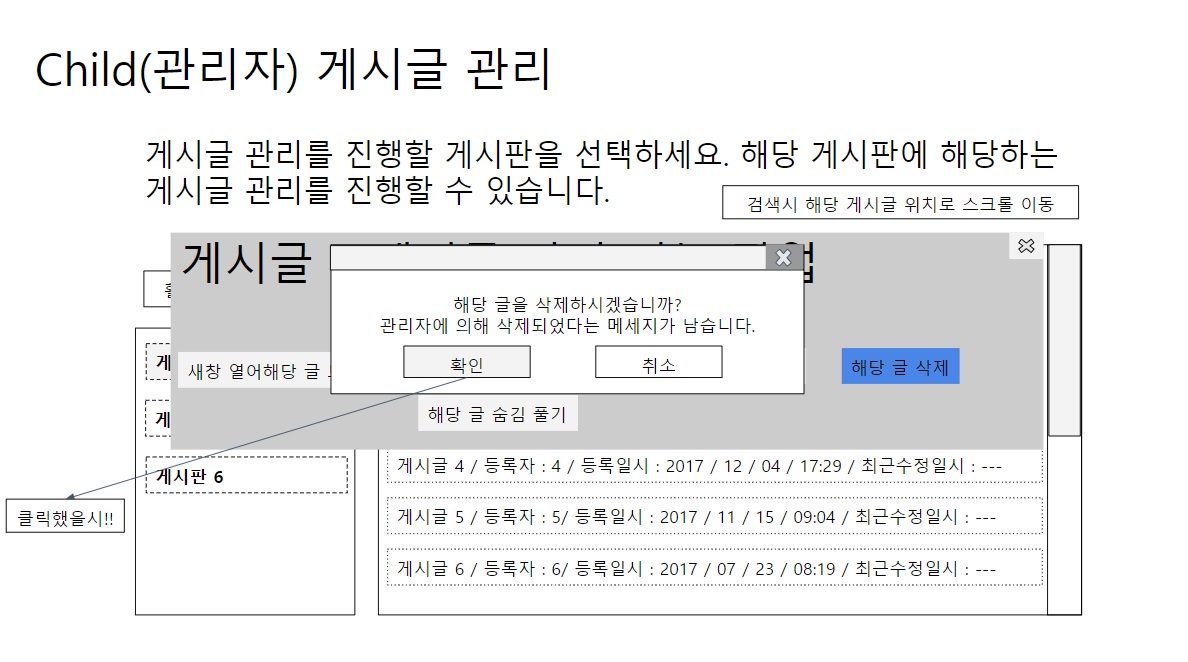 Child(관리자) 게시글 관리
게시글 관리를 진행할 게시판을 선택하세요. 해당 게시판에 해당하는
게시글 관리를 진행할 수 있습니다.
검색시 해당 게시글 위치로 스크롤 이동
게시글
해당 글을 삭제하시겠습니까?
관리자에 의해 삭제되었다는 메세지가 남습니다.
확인
취소
새창 열어해당 글
해당 글 삭제
해당 글 숨김 풀기
게시판 6
게시글 4 / 등록자 : 4 / 등록일시 : 2017 / 12 / 04 / 17:29 / 최근수정일시 : ---
게시글 5 / 등록자 : 5/ 등록일시 : 2017 / 11 / 15 / 09:04 / 최근수정일시 : ---
게시글 6 / 등록자 : 6/ 등록일시 : 2017 / 07 / 23 / 08:19 / 최근수정일시 : ---
클릭했을시!!